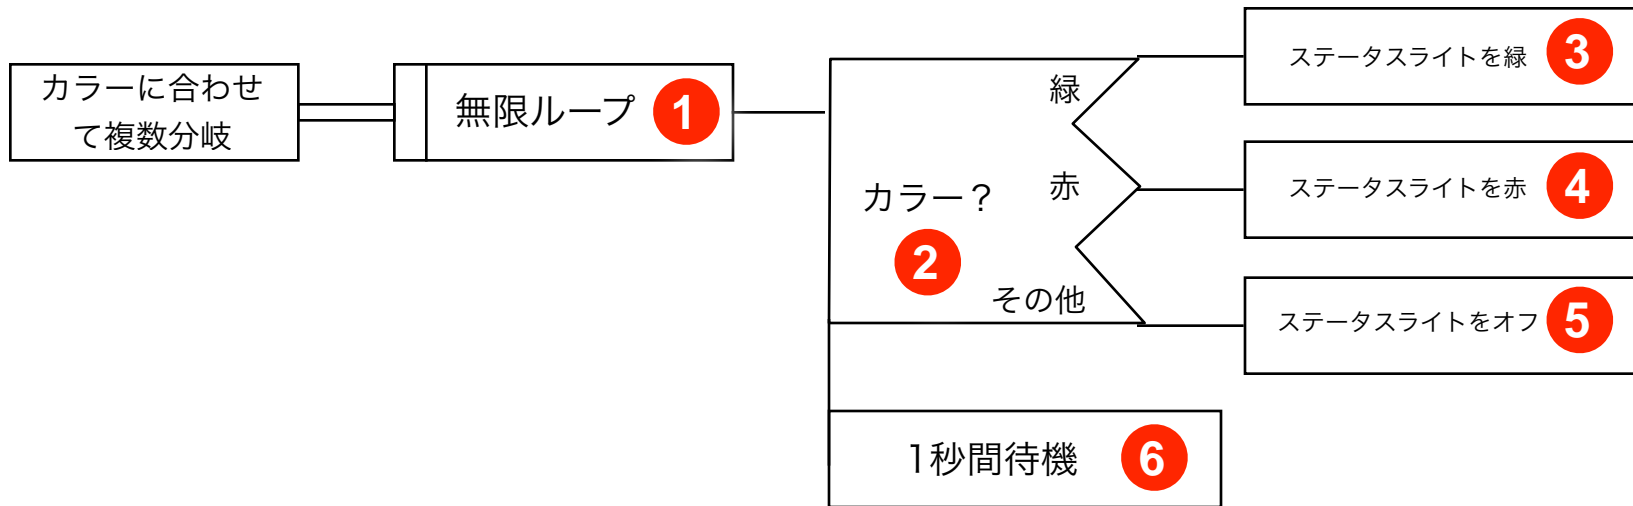 カラーに合わせ
て複数分岐
無限ループ 1
カラー？
2
緑
赤
その他
ステータスライトを緑 3
ステータスライトを赤 4
ステータスライトをオフ 5
1秒間待機 6